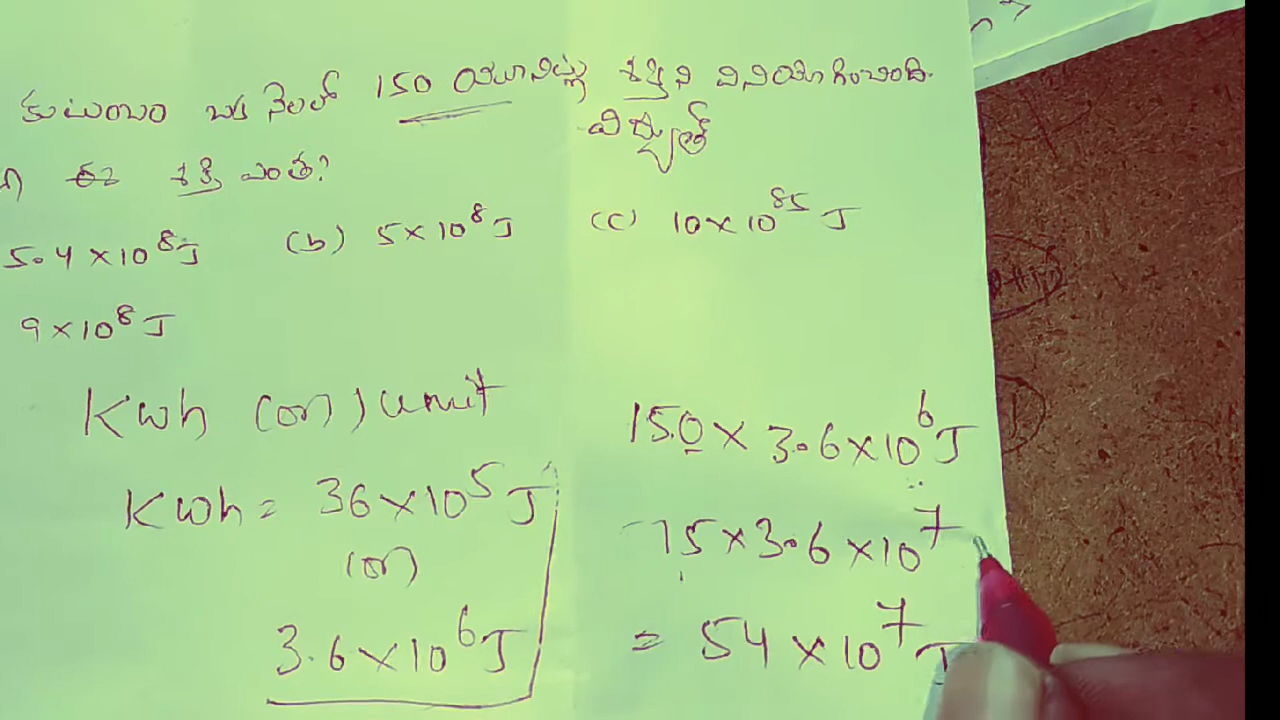 కుటుంబం ఒక నెలలో 150 యూనిట్లు శక్తిని వినియోగించింది.
విద్యుత్
ఈ శక్తి ఎంత?
5.4 × 10⁸ J (b) 5 × 10⁸ J (c) 10 × 10⁸⁵ J
9 × 10⁸ J
Kwh (or) unit
Kwh = 36 × 10⁵ J
(or)
3.6 × 10⁶ J
150 × 3.6 × 10⁶ J
15 × 3.6 × 10⁷
= 54 × 10⁷ J